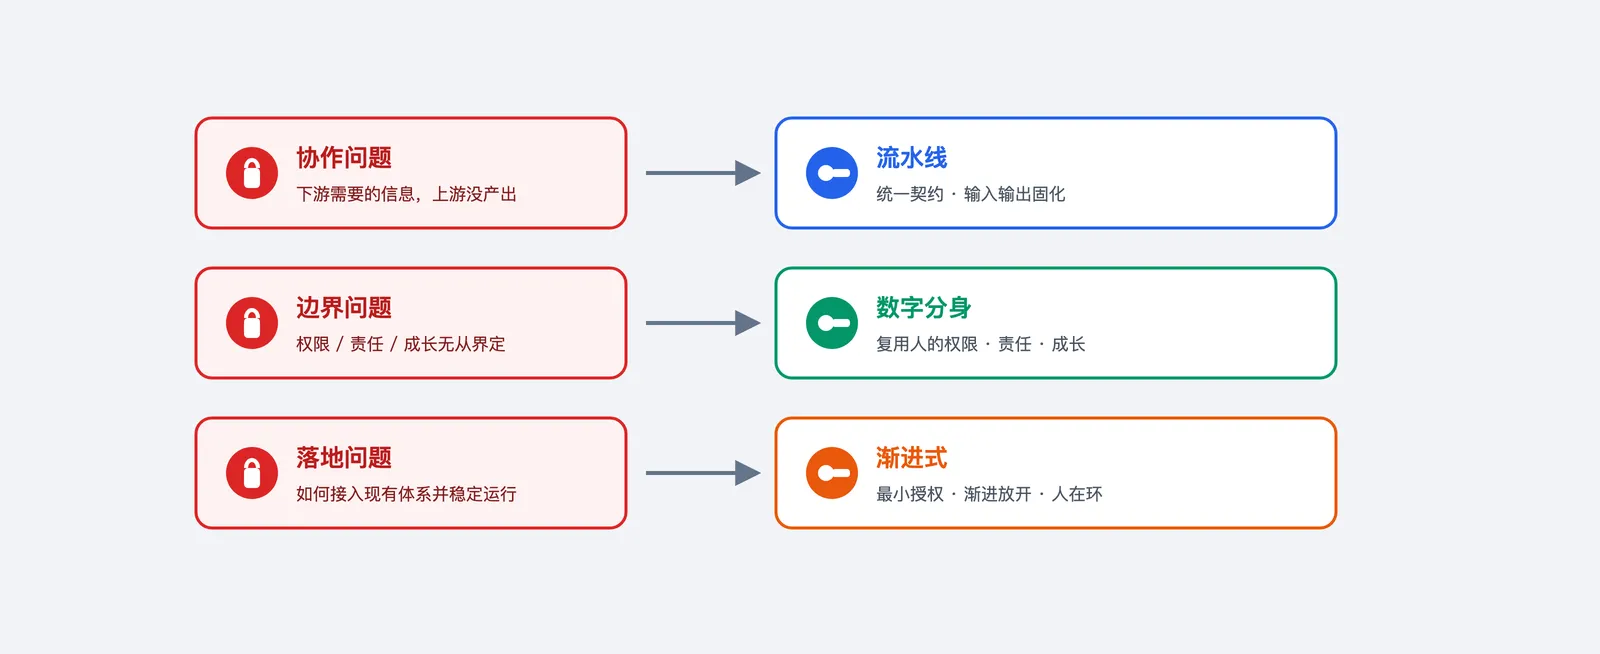 协作问题
下游需要的信息，上游没产出
流水线
统一契约 · 输入输出固化
边界问题
权限 / 责任 / 成长无从界定
数字分身
复用人的权限 · 责任 · 成长
落地问题
如何接入现有体系并稳定运行
渐进式
最小授权 · 渐进放开 · 人在环